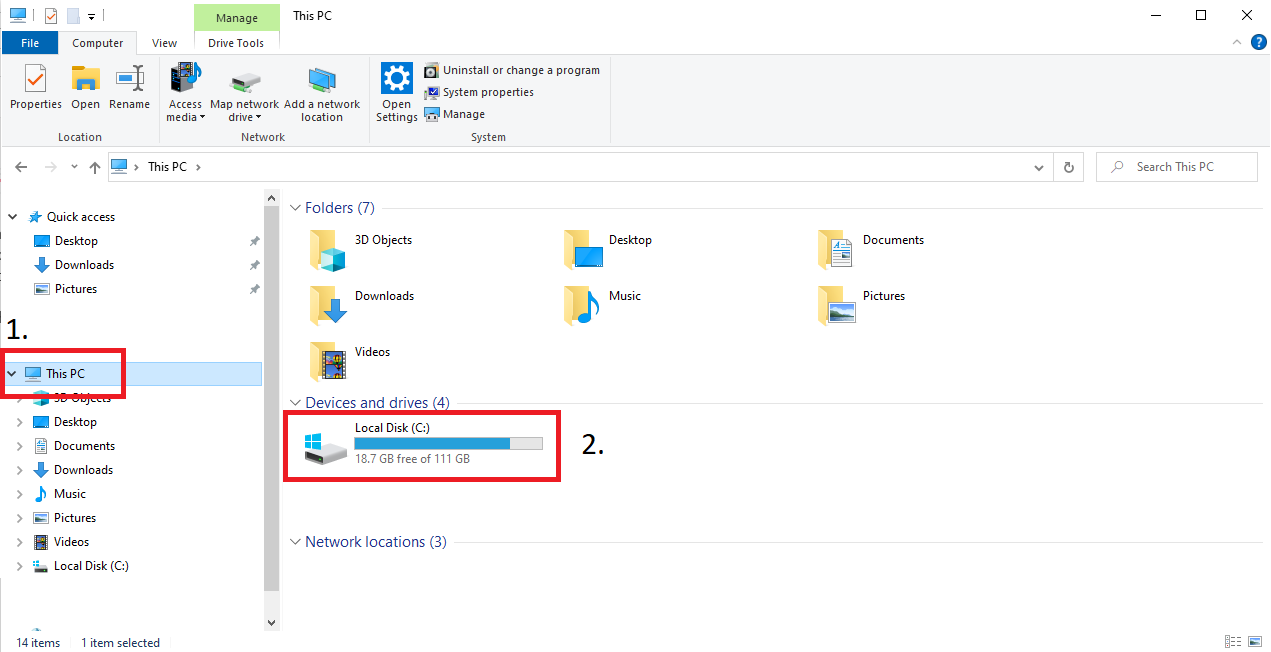 Manage
This PC
File
Computer
View
Drive Tools
Properties
Open
Rename
Access media
Map network drive
Add a network location
Open Settings
Uninstall or change a program
System properties
Manage
Location
Network
System
This PC
Search This PC
Quick access
Desktop
Downloads
Pictures
1.
This PC
3D Objects
Desktop
Documents
Downloads
Music
Pictures
Videos
Local Disk (C:)
Folders (7)
3D Objects
Desktop
Documents
Downloads
Music
Pictures
Videos
Devices and drives (4)
Local Disk (C:)
18.7 GB free of 111 GB
2.
Network locations (3)
14 items
1 item selected